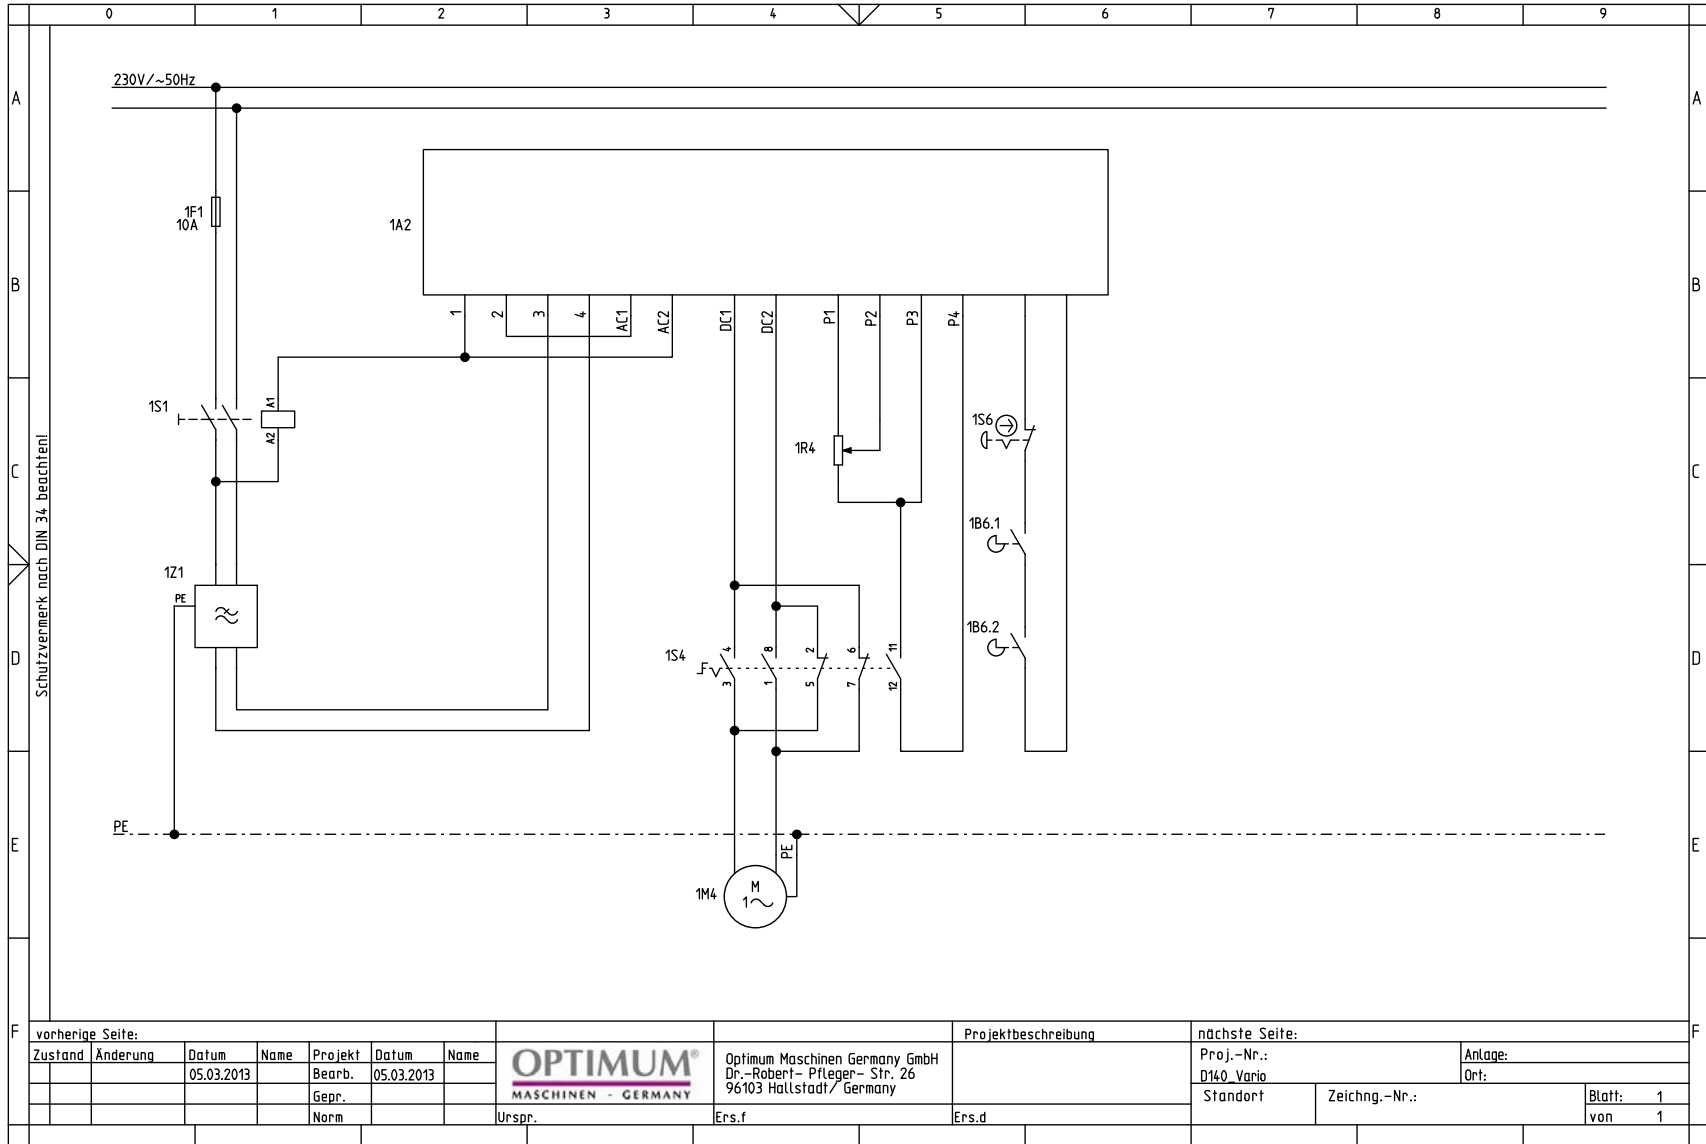 0 1 2 3 4 5 6 7 8 9
230V/~50Hz
A A
1F1
10A
1A2
B B
1 2 3 4 AC1 AC2 DC1 DC2 P1 P2 P3 P4
1S1
A1
A2
1S6
1R4
C C
1B6.1
1Z1
PE
1B6.2
4 8 2 6 11
1S4
3 1 5 7 12
D D
Schutzvermerk nach DIN 34 beachten!
PE
PE
E E
1M4
M
1
F F
vorherige Seite: Projektbeschreibung nächste Seite:
Zustand Änderung Datum Name Projekt Datum Name
05.03.2013 Bearb. 05.03.2013
Gepr.
Norm
OPTIMUM®
MASCHINEN - GERMANY
Urspr.
Optimum Maschinen Germany GmbH
Dr.-Robert- Pfleger- Str. 26
96103 Hallstadt/ Germany
Ers.f
Ers.d
Proj.-Nr.:
D140_Vario
Anlage:
Ort:
Standort
Zeichng.-Nr.:
Blatt: 1
von 1